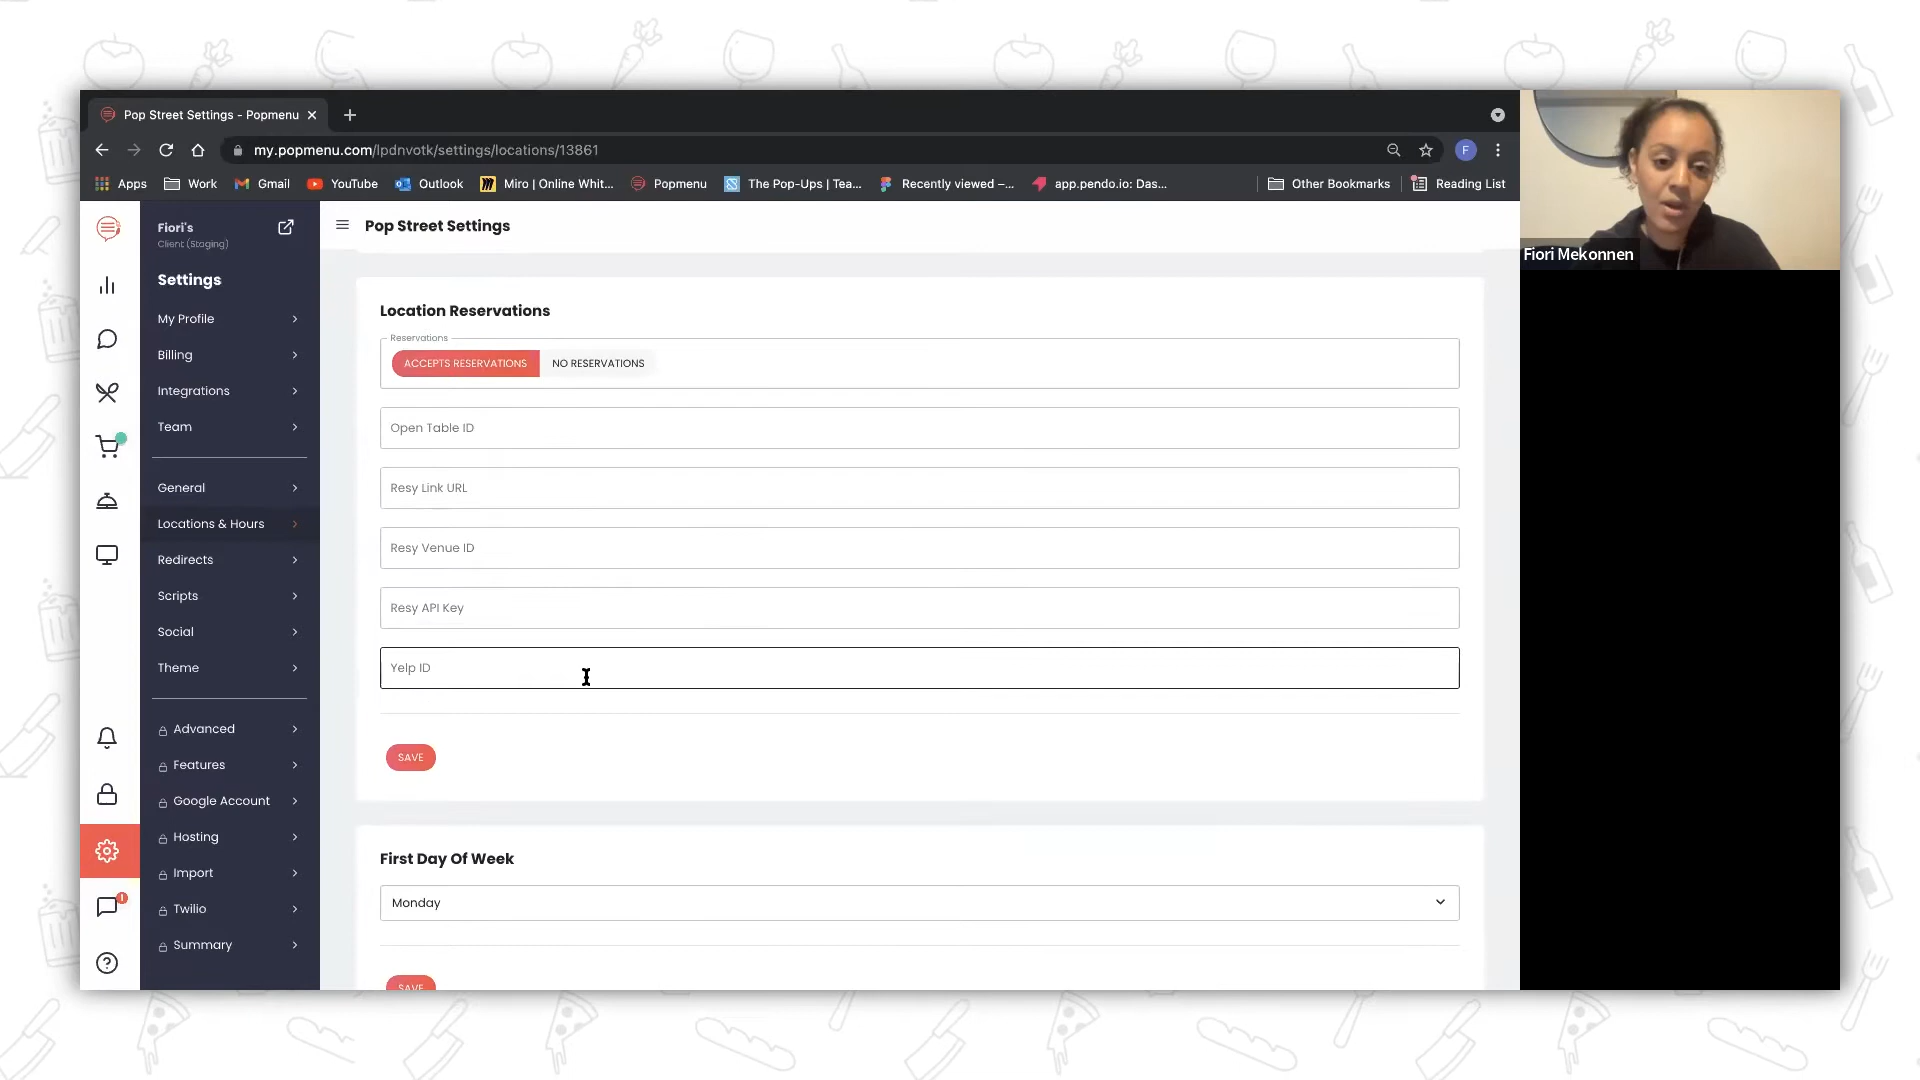 Pop Street Settings - Popmenu
my.popmenu.com/lpdnvotk/settings/locations/13861
F
Apps
Work
Gmail
YouTube
Outlook
Miro | Online Whit...
Popmenu
The Pop-Ups | Tea...
Recently viewed –...
app.pendo.io: Das...
Other Bookmarks
Reading List
Fiori's
Client (Staging)
Settings
My Profile
Billing
Integrations
Team
General
Locations & Hours
Redirects
Scripts
Social
Theme
Advanced
Features
Google Account
Hosting
Import
Twilio
Summary
Pop Street Settings
Location Reservations
Reservations
ACCEPTS RESERVATIONS
NO RESERVATIONS
Open Table ID
Resy Link URL
Resy Venue ID
Resy API Key
Yelp ID
SAVE
First Day Of Week
Monday
SAVE
Fiori Mekonnen